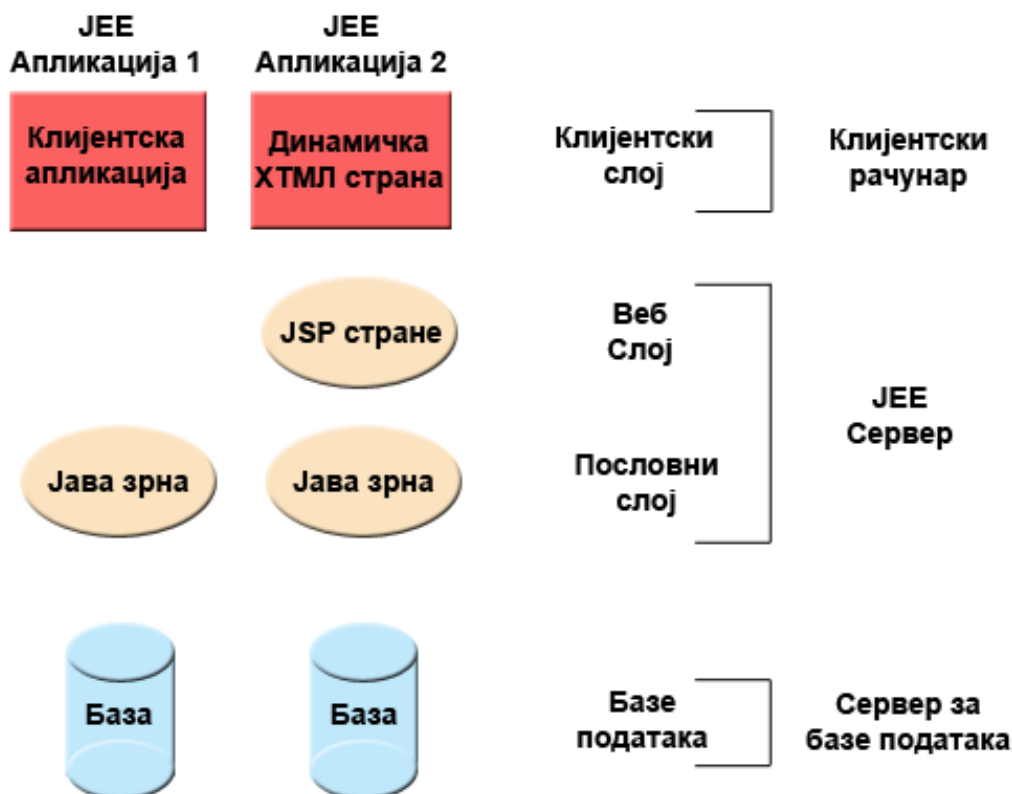 JEE
Апликација 1
JEE
Апликација 2
Клијентска
апликација
Динамичка
ХТМЛ страна
Клијентски
слој
Клијентски
рачунар
JSP стране
Веб
Слој
JEE
Сервер
Јава зрна
Јава зрна
Пословни
слој
База
База
Базе
података
Сервер за
базе података